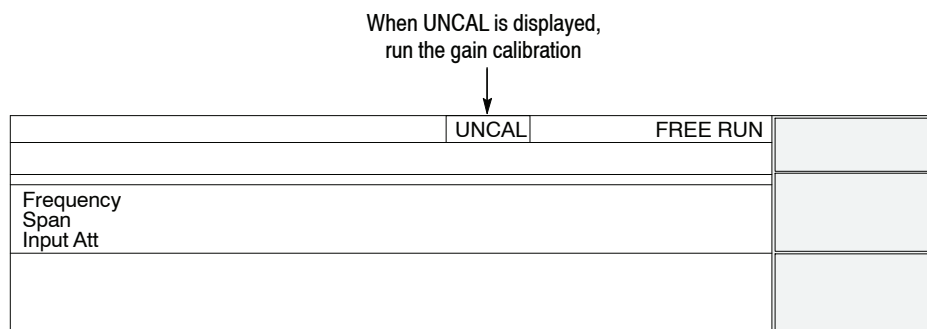 When UNCAL is displayed,
run the gain calibration
UNCAL FREE RUN
Frequency
Span
Input Att